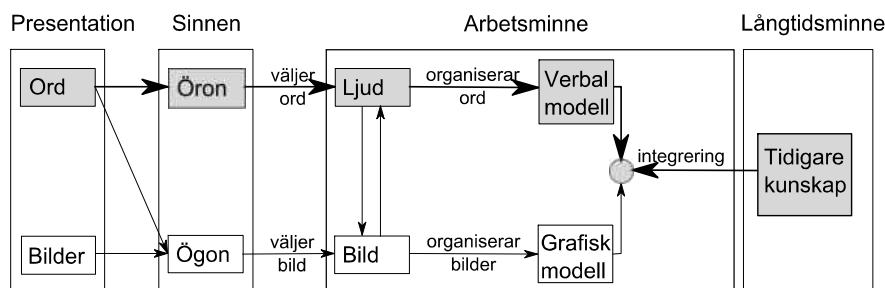 Presentation
Sinnen
Arbetsminne
Långtidsminne
Ord
Öron
väljer
ord
Ljud
organiserar
ord
Verbal
modell
integrering
Tidigare
kunskap
Bilder
Ögon
väljer
bild
Bild
organiserar
bilder
Grafisk
modell